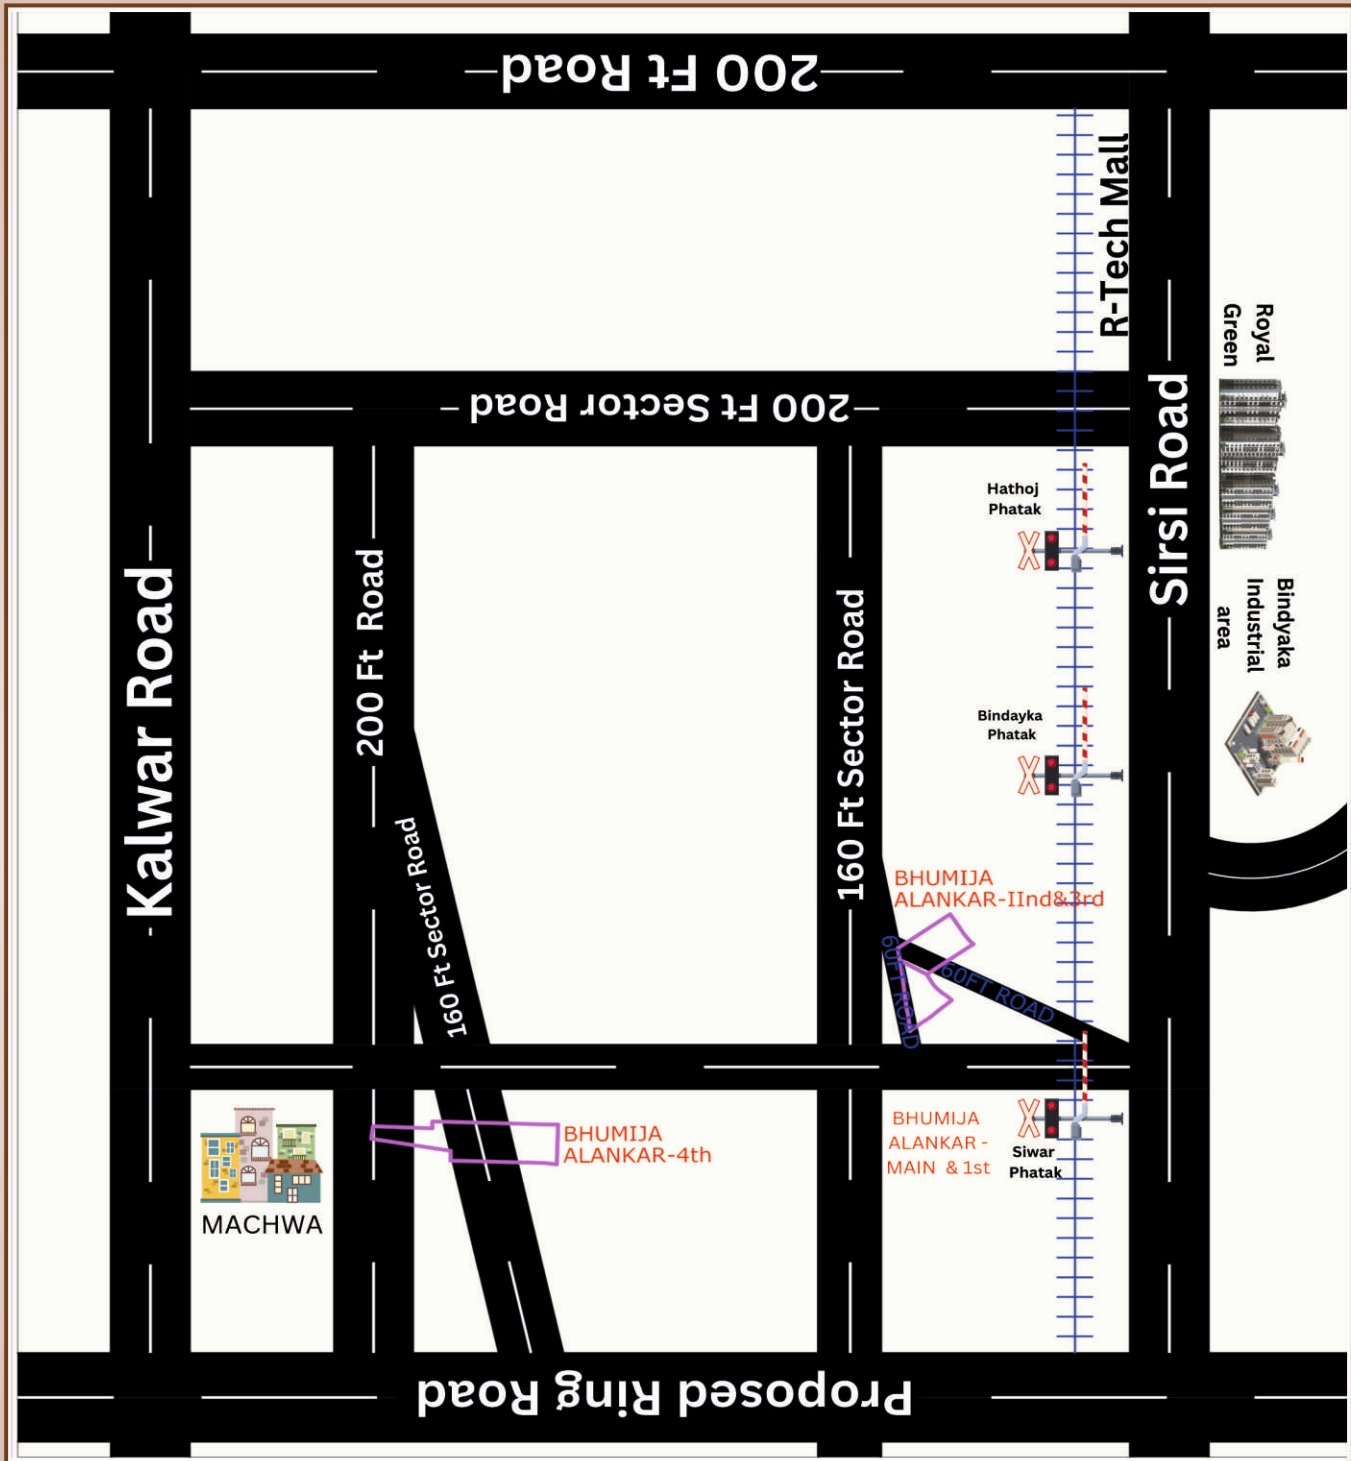 200 Ft Road
R-Tech Mall
Royal
Green
200 Ft Sector Road
Sirsi Road
Hathoj
Phatak
Kalwar Road
200 Ft Road
160 Ft Sector Road
Bindyaka
Industrial
area
Bindayka
Phatak
160 Ft Sector Road
BHUMIJA
ALANKAR-IInd&3rd
60FT ROAD
60FT ROAD
BHUMIJA
ALANKAR-4th
BHUMIJA
ALANKAR -
MAIN & 1st
Siwar
Phatak
MACHWA
Proposed Ring Road